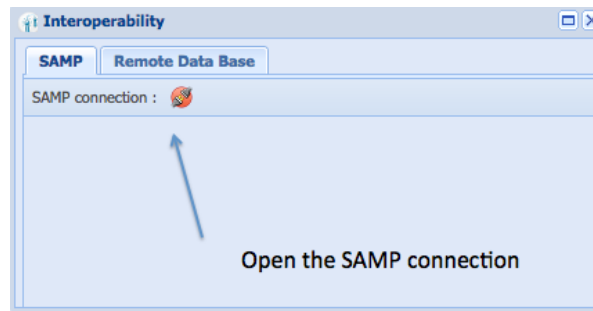 Interoperability
SAMP Remote Data Base
SAMP connection :
Open the SAMP connection